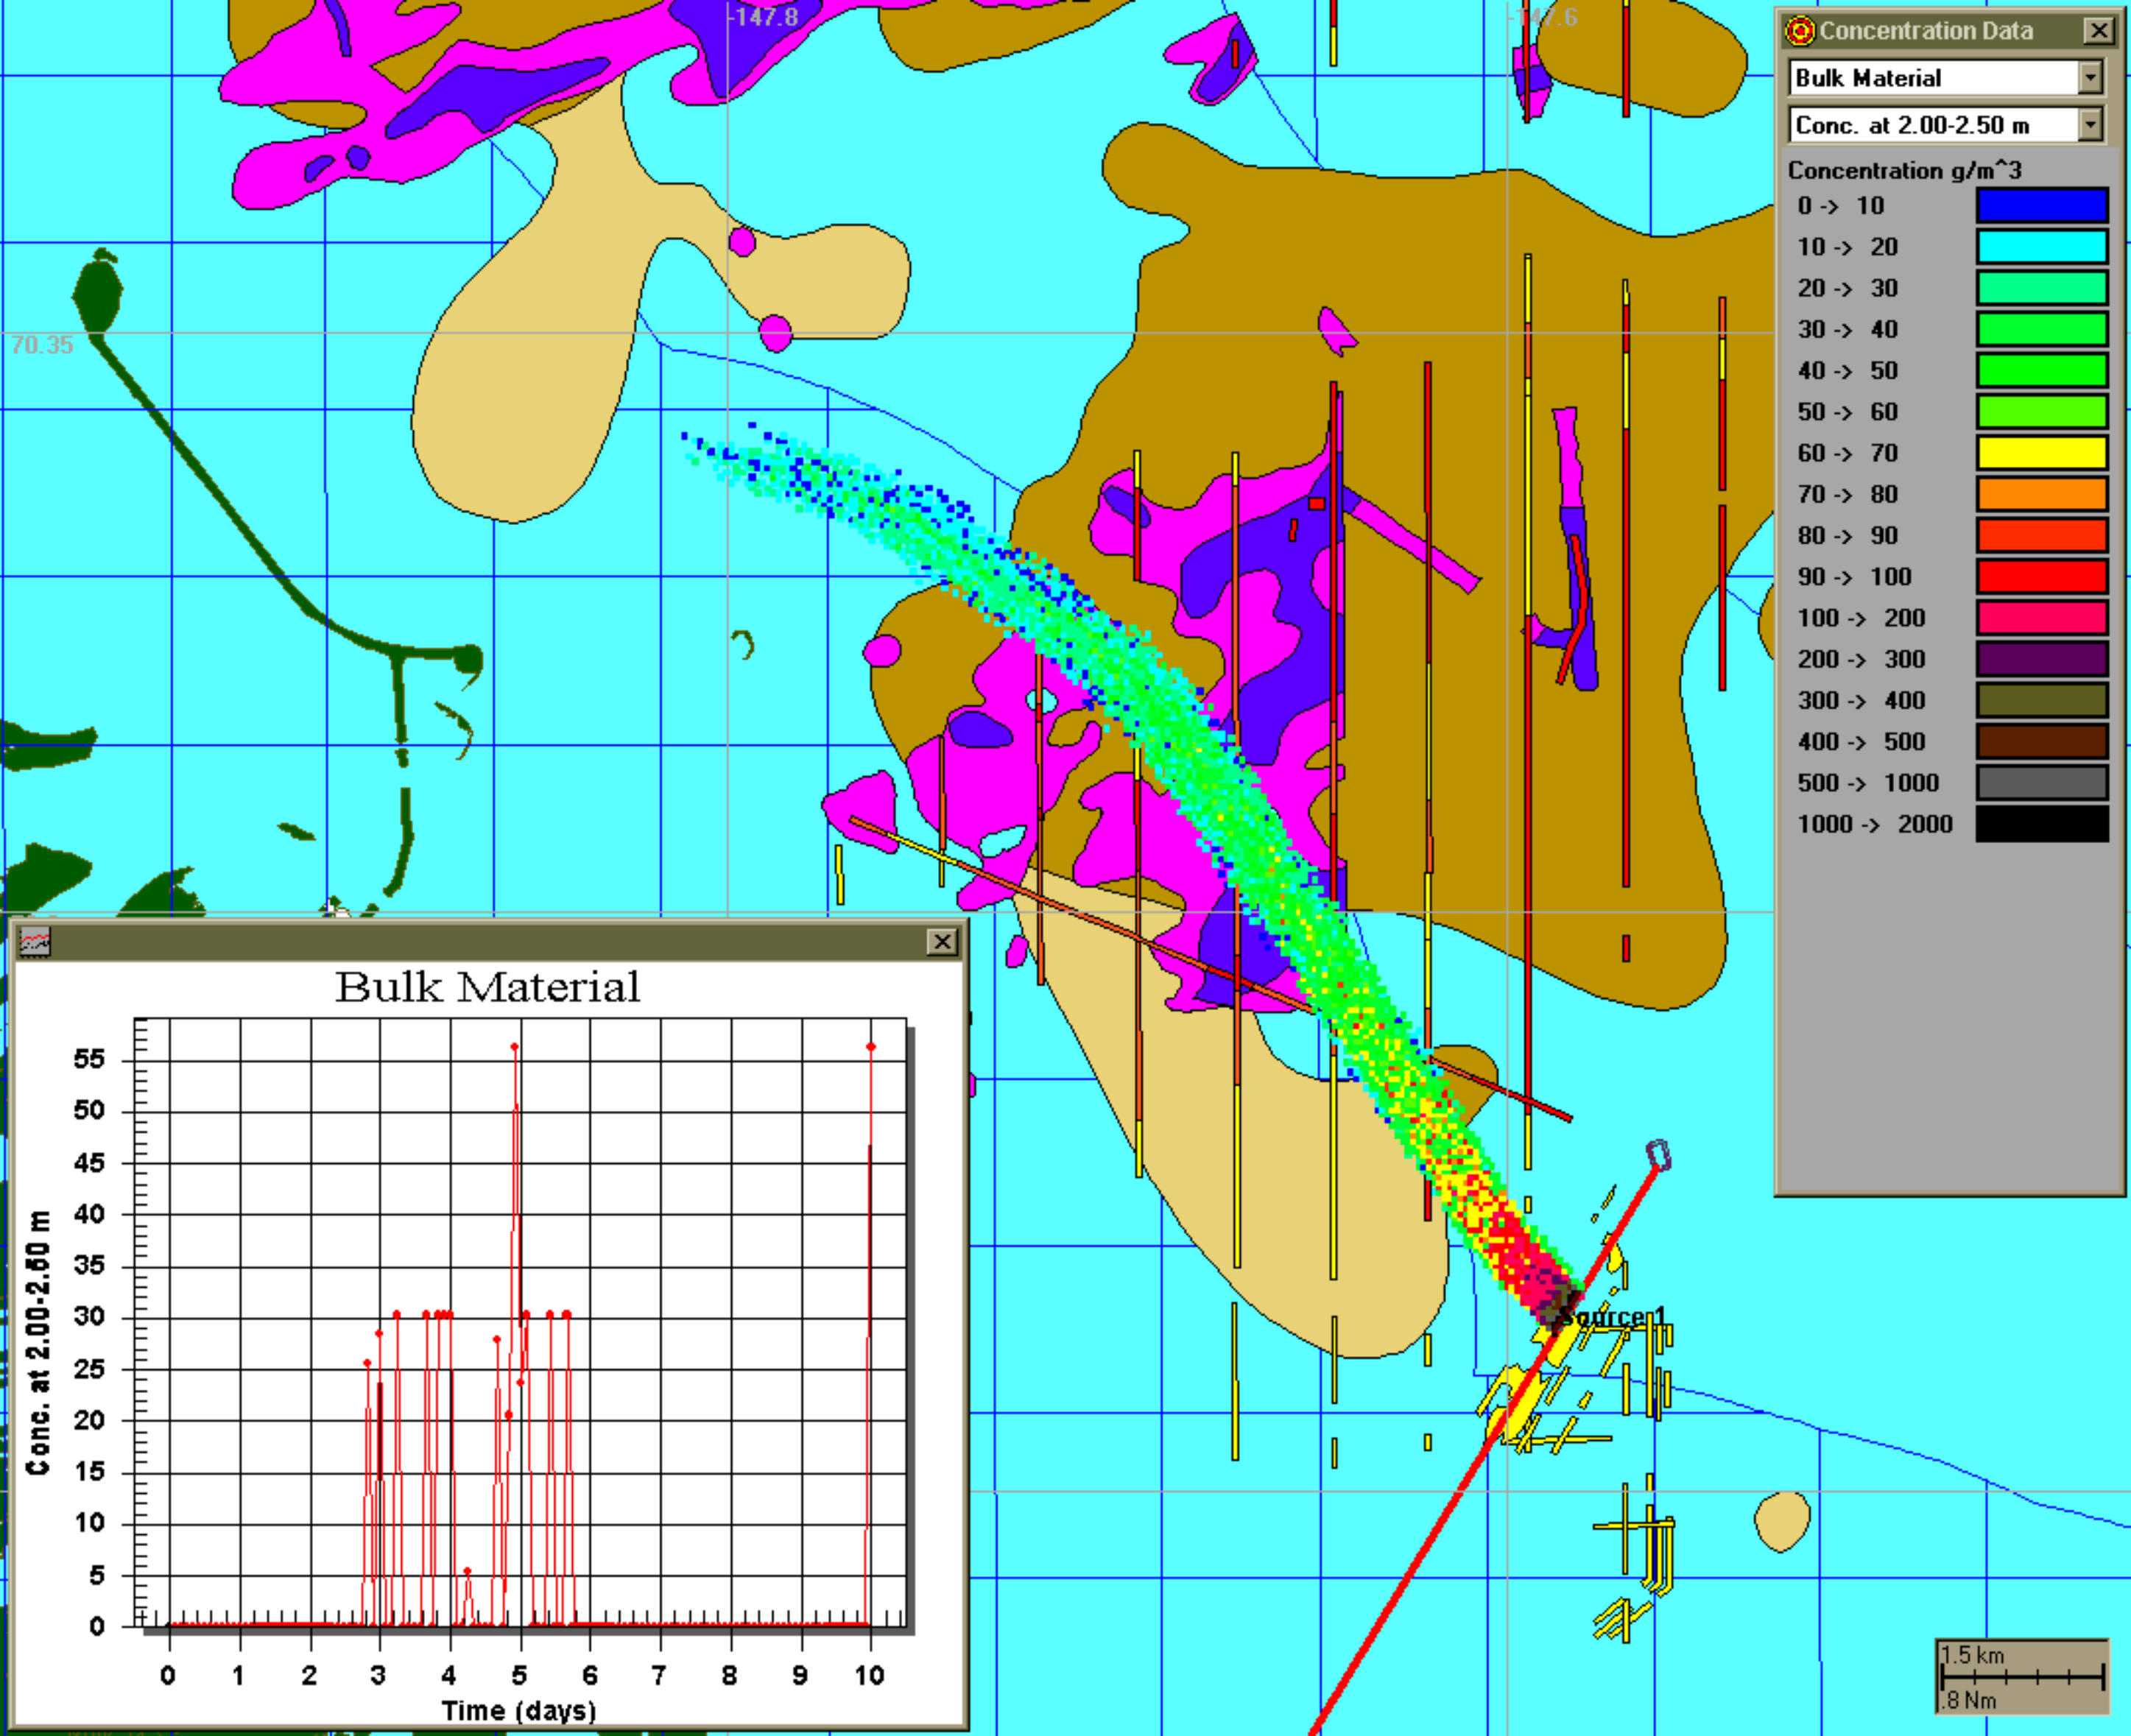 -147.8
-147.6
70.35
Concentration Data
Bulk Material
Conc. at 2.00-2.50 m
Concentration g/m^3
0 -> 10
10 -> 20
20 -> 30
30 -> 40
40 -> 50
50 -> 60
60 -> 70
70 -> 80
80 -> 90
90 -> 100
100 -> 200
200 -> 300
300 -> 400
400 -> 500
500 -> 1000
1000 -> 2000
Source 1
Bulk Material
Conc. at 2.00-2.50 m
55
50
45
40
35
30
25
20
15
10
5
0
0 1 2 3 4 5 6 7 8 9 10
Time (days)
1.5 km
.8 Nm